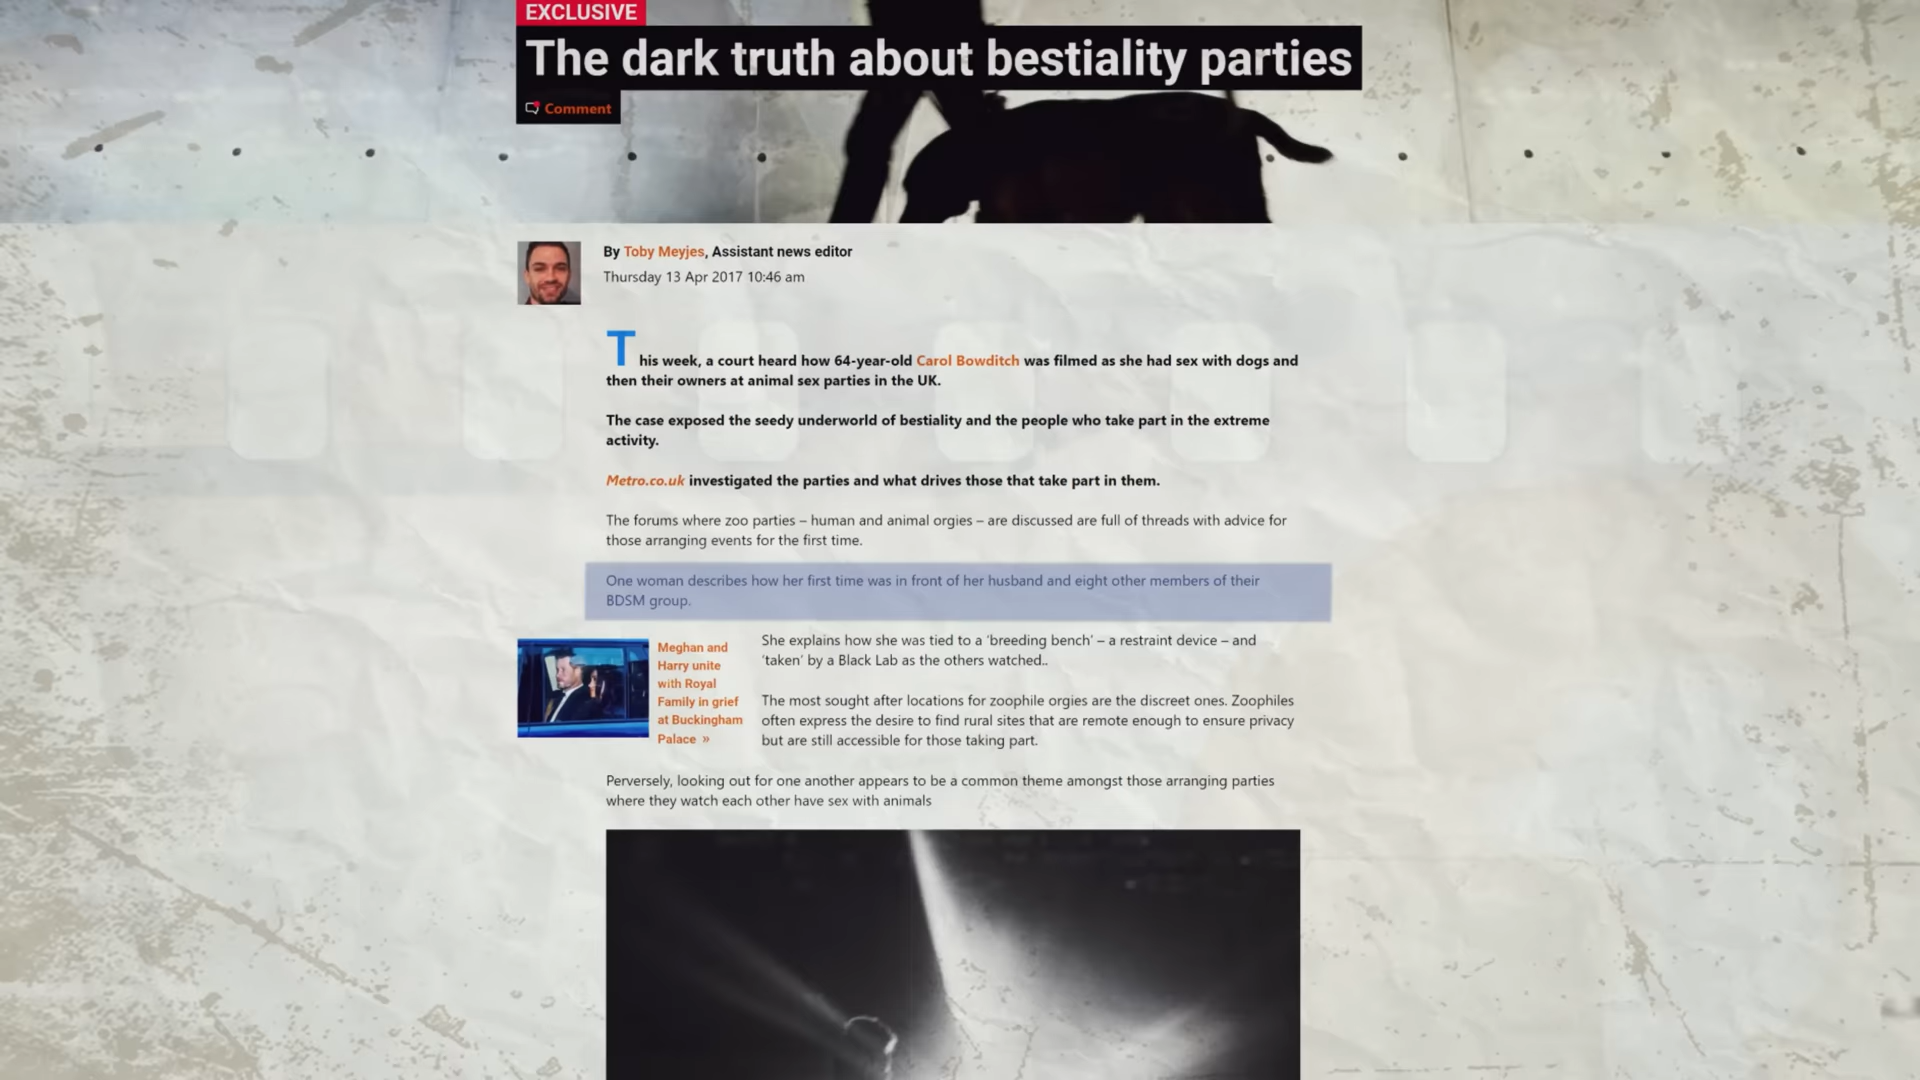 EXCLUSIVE
The dark truth about bestiality parties
Comment
By Toby Meyjes, Assistant news editor
Thursday 13 Apr 2017 10:46 am
This week, a court heard how 64-year-old Carol Bowditch was filmed as she had sex with dogs and
then their owners at animal sex parties in the UK.
The case exposed the seedy underworld of bestiality and the people who take part in the extreme
activity.
Metro.co.uk investigated the parties and what drives those that take part in them.
The forums where zoo parties – human and animal orgies – are discussed are full of threads with advice for
those arranging events for the first time.
One woman describes how her first time was in front of her husband and eight other members of their
BDSM group.
Meghan and
Harry unite
with Royal
Family in grief
at Buckingham
Palace »
She explains how she was tied to a ‘breeding bench’ – a restraint device – and
‘taken’ by a Black Lab as the others watched..
The most sought after locations for zoophile orgies are the discreet ones. Zoophiles
often express the desire to find rural sites that are remote enough to ensure privacy
but are still accessible for those taking part.
Perversely, looking out for one another appears to be a common theme amongst those arranging parties
where they watch each other have sex with animals